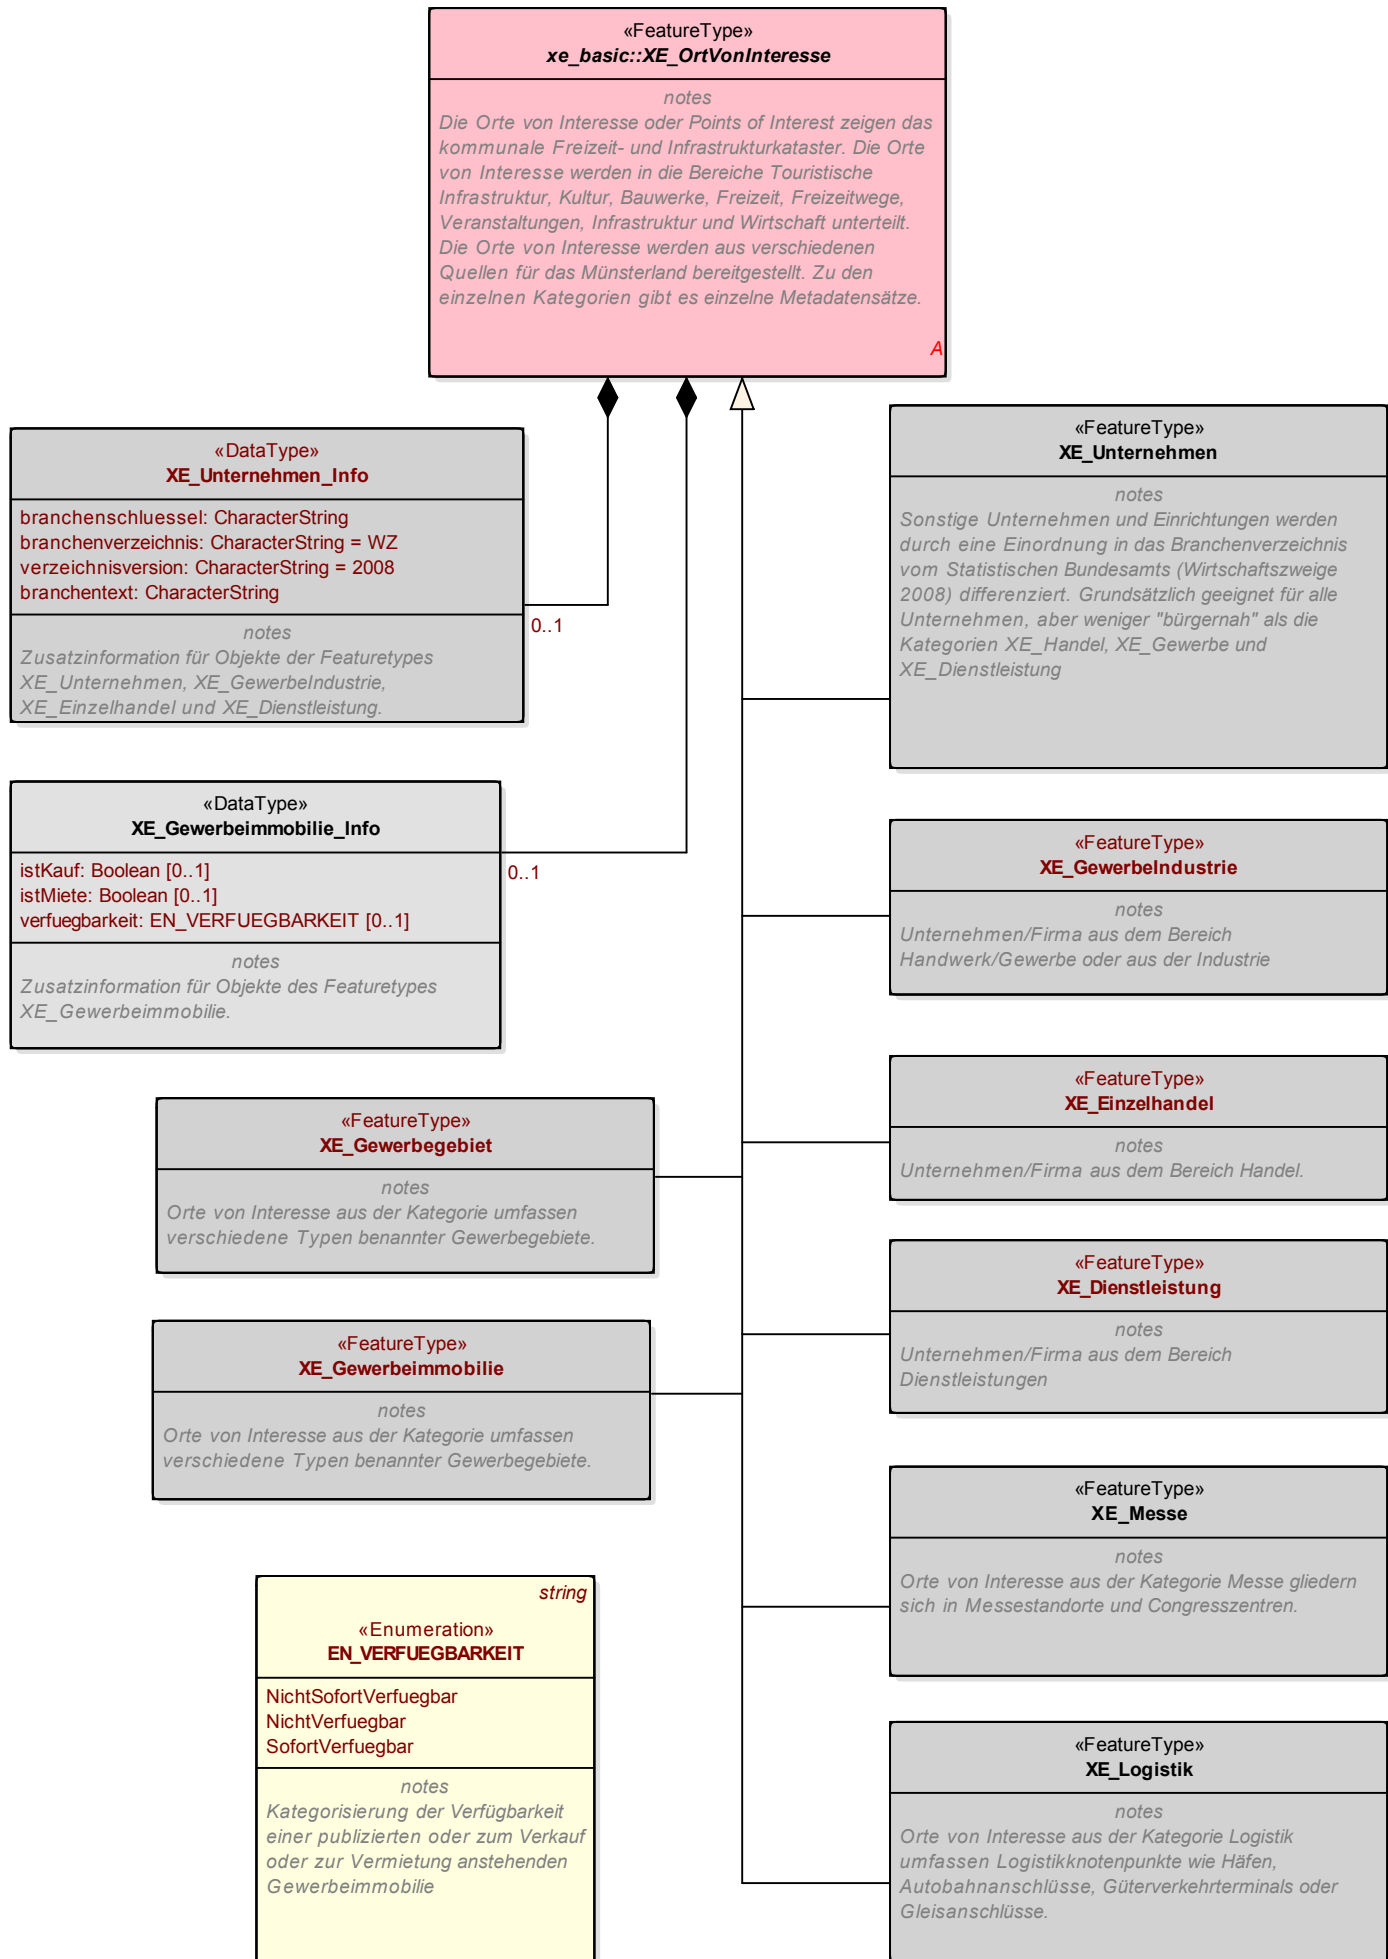 «FeatureType»
xe_basic::XE_OrtVonInteresse
notes
Die Orte von Interesse oder Points of Interest zeigen das
kommunale Freizeit- und Infrastrukturkataster. Die Orte
von Interesse werden in die Bereiche Touristische
Infrastruktur, Kultur, Bauwerke, Freizeit, Freizeitwege,
Veranstaltungen, Infrastruktur und Wirtschaft unterteilt.
Die Orte von Interesse werden aus verschiedenen
Quellen für das Münsterland bereitgestellt. Zu den
einzelnen Kategorien gibt es einzelne Metadatensätze.
A
«DataType»
XE_Unternehmen_Info
branchenschluessel: CharacterString
branchenverzeichnis: CharacterString = WZ
verzeichnisversion: CharacterString = 2008
branchentext: CharacterString
notes
Zusatzinformation für Objekte der Featuretypes
XE_Unternehmen, XE_GewerbeIndustrie,
XE_Einzelhandel und XE_Dienstleistung.
0..1
«DataType»
XE_Gewerbeimmobilie_Info
istKauf: Boolean [0..1]
istMiete: Boolean [0..1]
verfuegbarkeit: EN_VERFUEGBARKEIT [0..1]
notes
Zusatzinformation für Objekte des Featuretypes
XE_Gewerbeimmobilie.
0..1
«FeatureType»
XE_Gewerbegebiet
notes
Orte von Interesse aus der Kategorie umfassen
verschiedene Typen benannter Gewerbegebiete.
«FeatureType»
XE_Gewerbeimmobilie
notes
Orte von Interesse aus der Kategorie umfassen
verschiedene Typen benannter Gewerbegebiete.
string
«Enumeration»
EN_VERFUEGBARKEIT
NichtSofortVerfuegbar
NichtVerfuegbar
SofortVerfuegbar
notes
Kategorisierung der Verfügbarkeit
einer publizierten oder zum Verkauf
oder zur Vermietung anstehenden
Gewerbeimmobilie
«FeatureType»
XE_Unternehmen
notes
Sonstige Unternehmen und Einrichtungen werden
durch eine Einordnung in das Branchenverzeichnis
vom Statistischen Bundesamts (Wirtschaftszweige
2008) differenziert. Grundsätzlich geeignet für alle
Unternehmen, aber weniger "bürgernah" als die
Kategorien XE_Handel, XE_Gewerbe und
XE_Dienstleistung
«FeatureType»
XE_GewerbeIndustrie
notes
Unternehmen/Firma aus dem Bereich
Handwerk/Gewerbe oder aus der Industrie
«FeatureType»
XE_Einzelhandel
notes
Unternehmen/Firma aus dem Bereich Handel.
«FeatureType»
XE_Dienstleistung
notes
Unternehmen/Firma aus dem Bereich
Dienstleistungen
«FeatureType»
XE_Messe
notes
Orte von Interesse aus der Kategorie Messe gliedern
sich in Messestandorte und Congresszentren.
«FeatureType»
XE_Logistik
notes
Orte von Interesse aus der Kategorie Logistik
umfassen Logistikknotenpunkte wie Häfen,
Autobahnanschlüsse, Güterverkehrterminals oder
Gleisanschlüsse.